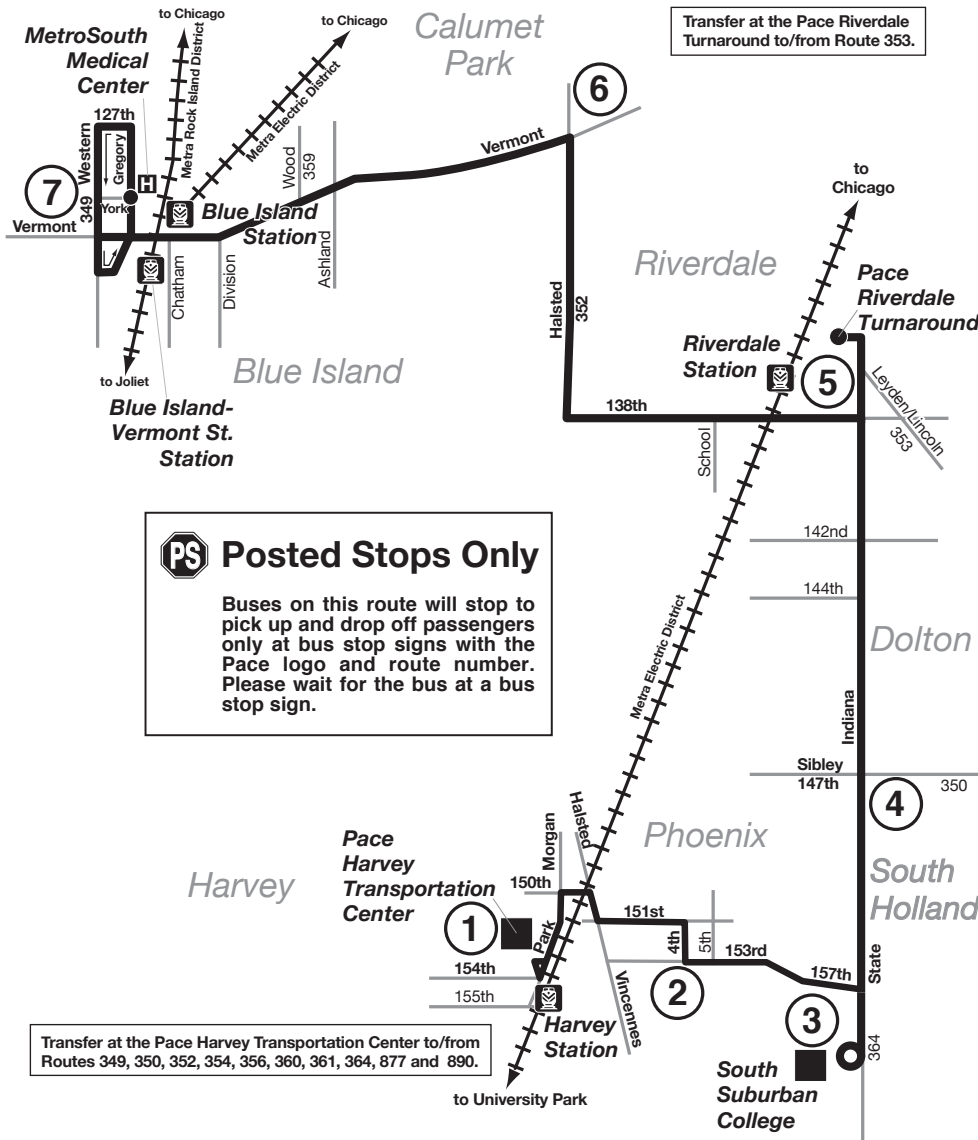 to Chicago
to Chicago
Calumet
Park
Transfer at the Pace Riverdale
Turnaround to/from Route 353.
MetroSouth
Medical
Center
Metra Rock Island District
Metra Electric District
6
127th
Western
Gregory
H
Wood
359
Vermont
7
349
York
Vermont
Blue Island
Station
Ashland
Chatham
Division
to
Chicago
Riverdale
Pace
Riverdale
Turnaround
Halsted
352
Riverdale
Station
5
Blue Island
to Joliet
Blue Island-
Vermont St.
Station
138th
School
Leyden/Lincoln
353
PS Posted Stops Only
Buses on this route will stop to
pick up and drop off passengers
only at bus stop signs with the
Pace logo and route number.
Please wait for the bus at a bus
stop sign.
142nd
144th
Dolton
Metra Electric District
Indiana
Sibley
147th
350
4
Phoenix
South
Holland
Harvey
Pace
Harvey
Transportation
Center
1
Morgan
Halsted
150th
Park
151st
4th
5th
153rd
157th
State
154th
155th
2
Vincennes
3
Harvey
Station
364
South
Suburban
College
Transfer at the Pace Harvey Transportation Center to/from
Routes 349, 350, 352, 354, 356, 360, 361, 364, 877 and 890.
to University Park